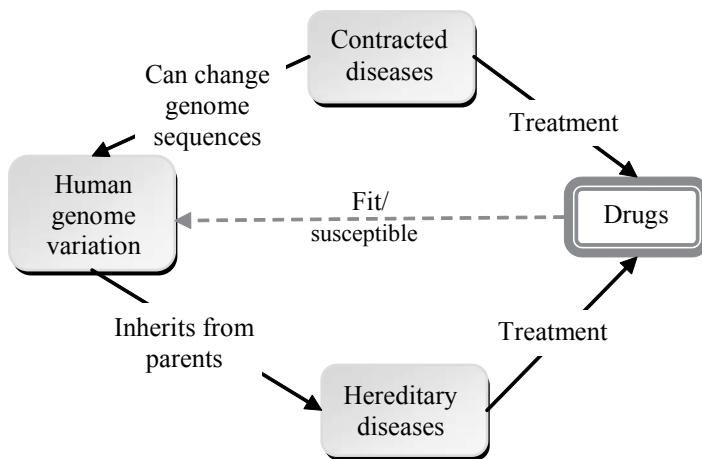 Contracted
diseases
Can change
genome
sequences
Treatment
Human
genome
variation
Fit/
susceptible
Drugs
Inherits from
parents
Treatment
Hereditary
diseases